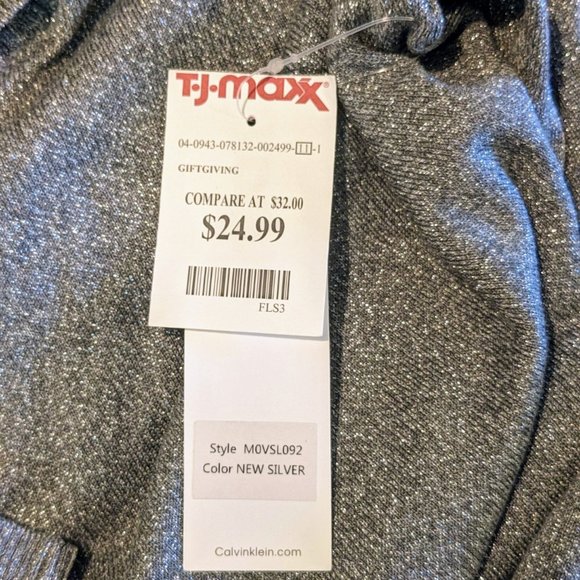 T·J·maxx®
04-0943-078132-002499-11-1
GIFTGIVING
COMPARE AT $32.00
$24.99
FLS3
Style M0VSL092
Color NEW SILVER
Calvinklein.com